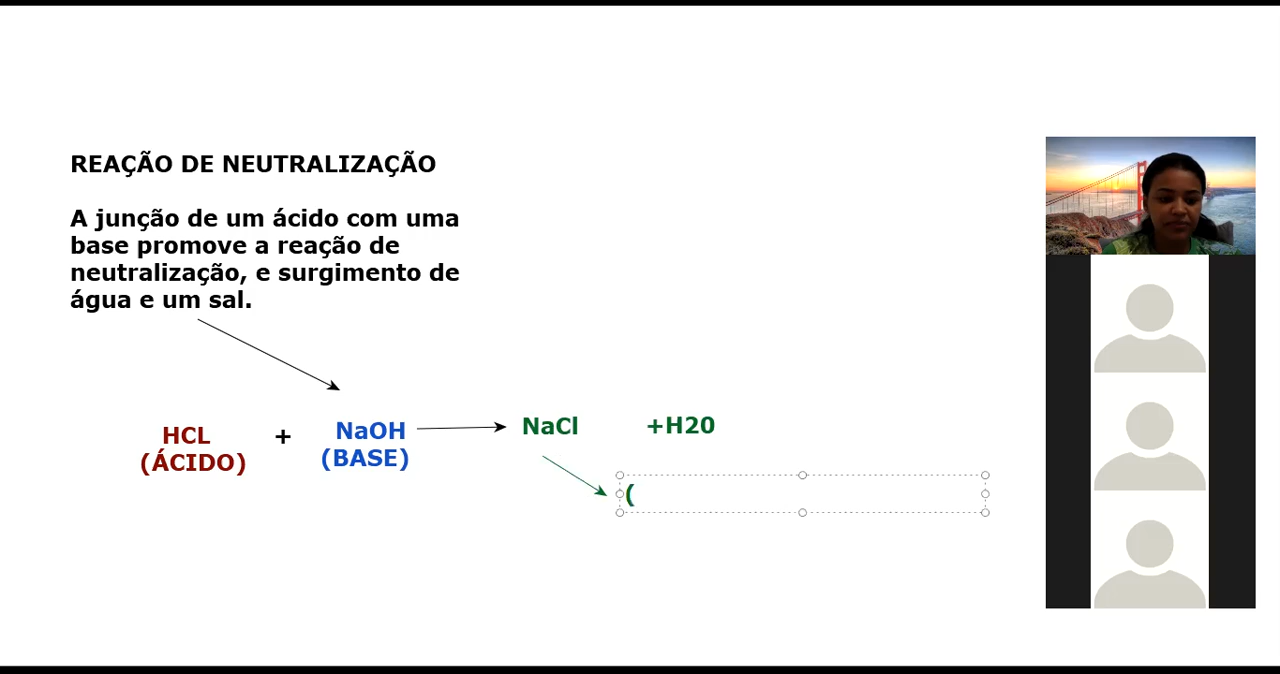 REAÇÃO DE NEUTRALIZAÇÃO
A junção de um ácido com uma
base promove a reação de
neutralização, e surgimento de
água e um sal.
HCL + NaOH NaCl +H20
(ÁCIDO) (BASE)
(